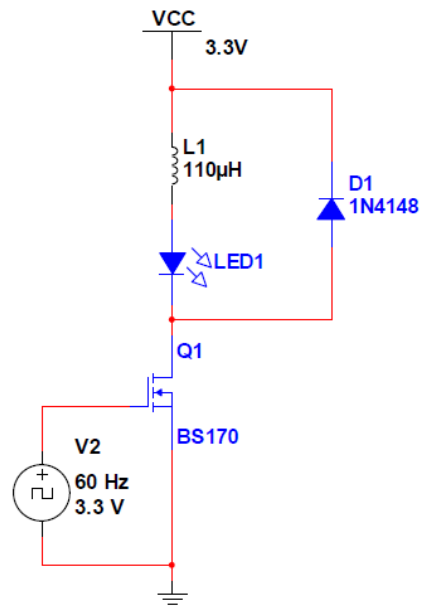 VCC
3.3V
L1
110µH
D1
1N4148
LED1
Q1
BS170
V2
60 Hz
3.3 V